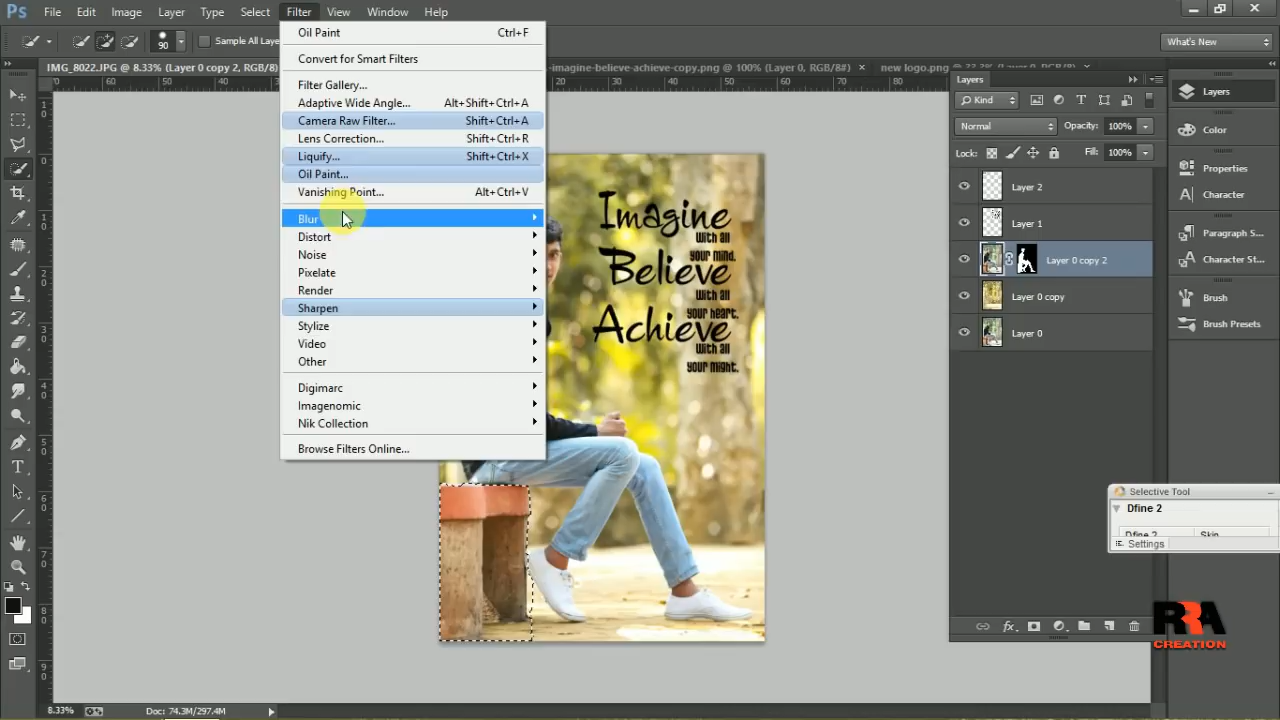 Ps File Edit Image Layer Type Select Filter View Window Help
90 Sample All Laye What's New
IMG_8022.JPG @ 8.33% (Layer 0 copy 2, RGB/8) -imagine-believe-achieve-copy.png @ 100% (Layer 0, RGB/8#) ×
Oil Paint Ctrl+F
Convert for Smart Filters
Filter Gallery...
Adaptive Wide Angle... Alt+Shift+Ctrl+A
Camera Raw Filter... Shift+Ctrl+A
Lens Correction... Shift+Ctrl+R
Liquify... Shift+Ctrl+X
Oil Paint...
Vanishing Point... Alt+Ctrl+V
Blur
Distort
Noise
Pixelate
Render
Sharpen
Stylize
Video
Other
Digimarc
Imagenomic
Nik Collection
Browse Filters Online...
Imagine
With all
your mind.
Believe
With all
your heart.
Achieve
With all
your might.
Layers
Kind
Normal Opacity: 100%
Lock: Fill: 100%
Layer 2
Layer 1
Layer 0 copy 2
Layer 0 copy
Layer 0
Layers
Color
Properties
Character
Paragraph S...
Character St...
Brush
Brush Presets
Selective Tool
Dfine 2
Dfine 2 Skin
Settings
RRA
CREATION
8.33% Doc: 74.3M/297.4M